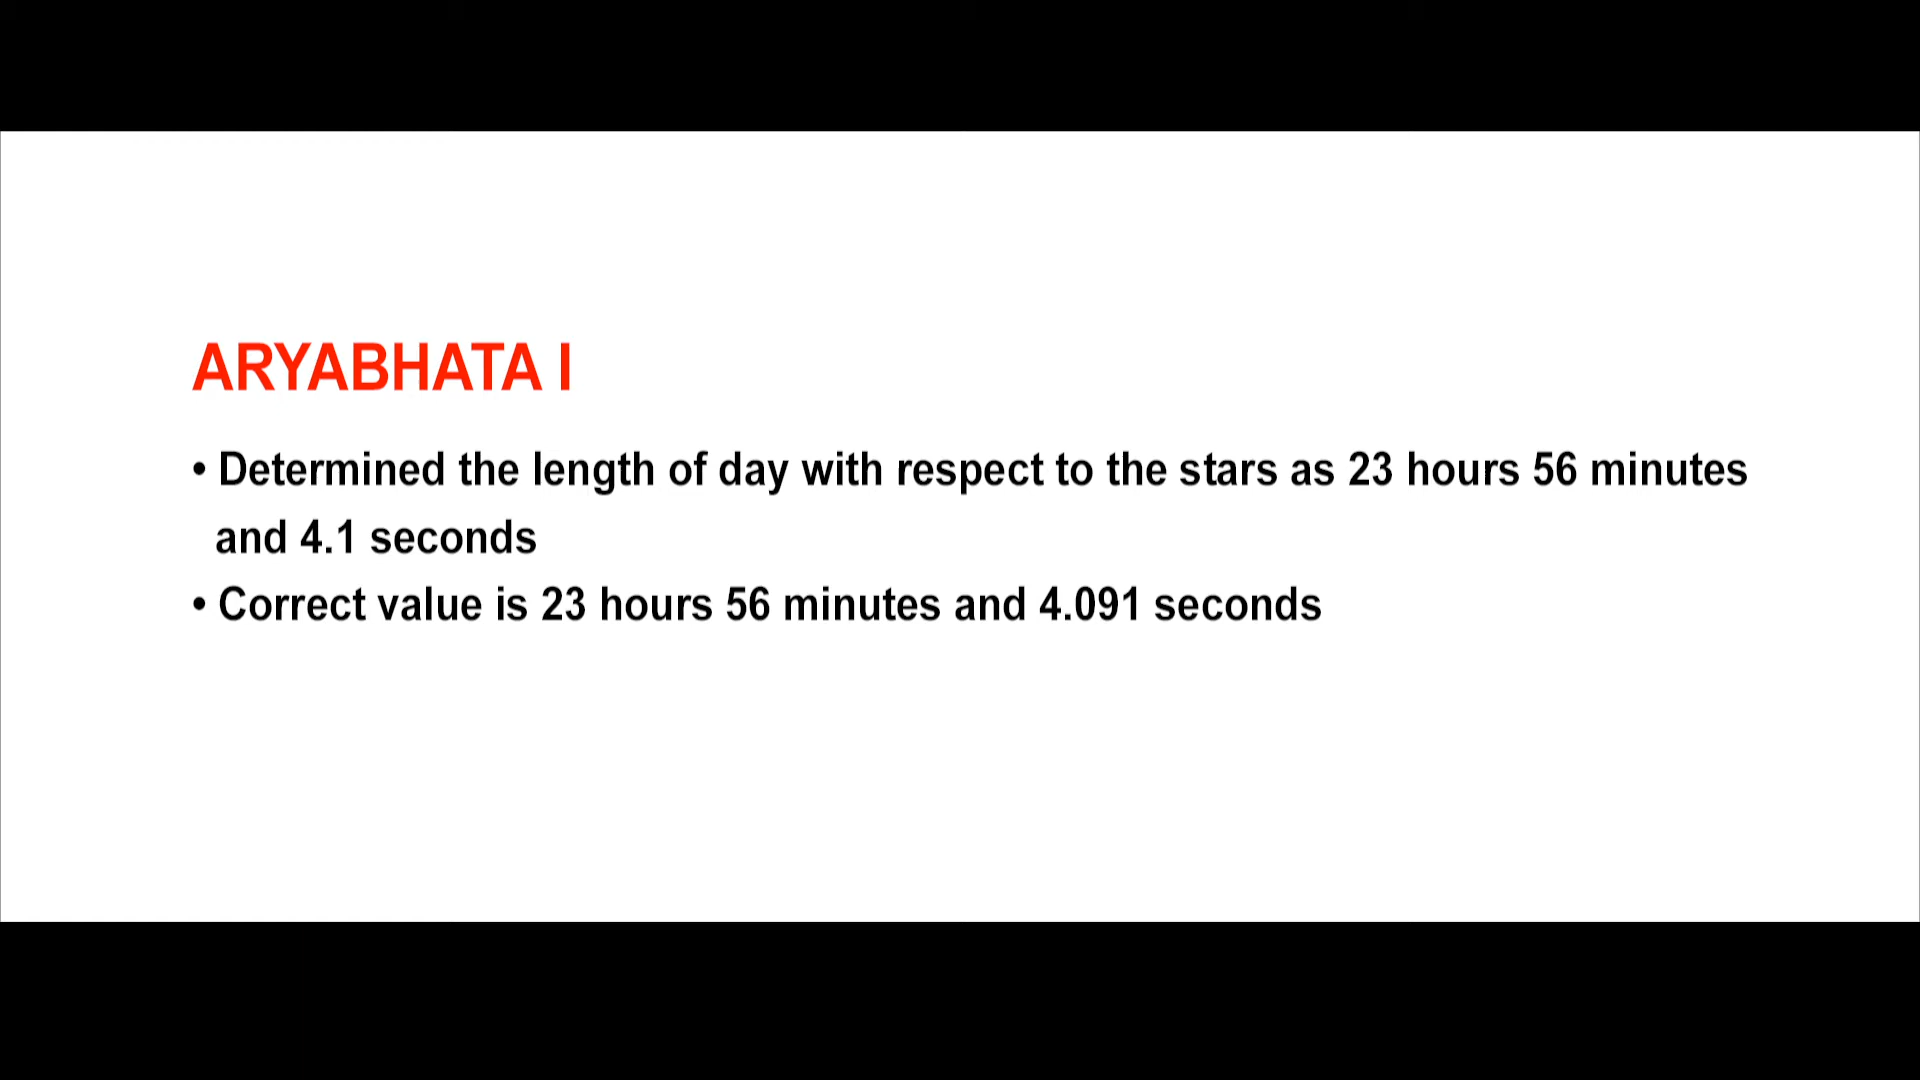 ARYABHATA I
• Determined the length of day with respect to the stars as 23 hours 56 minutes
and 4.1 seconds
• Correct value is 23 hours 56 minutes and 4.091 seconds